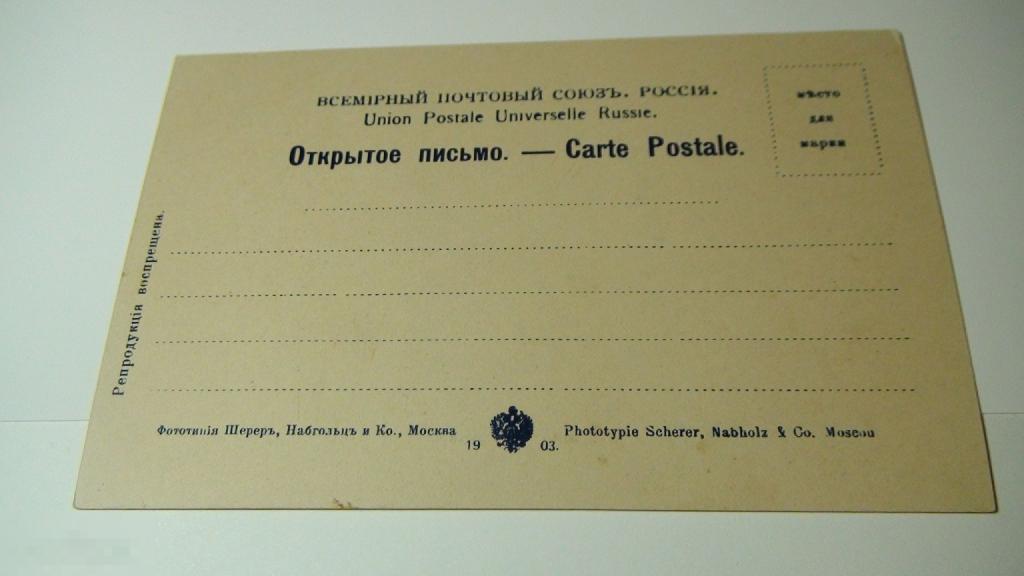 ВСЕМІРНЫЙ ПОЧТОВЫЙ СОЮЗЪ. РОССІЯ.
Union Postale Universelle Russie.
Открытое письмо. — Carte Postale.
мѣсто
для
марки
Репродукція воспрещена.
Фототипія Шереръ, Набгольцъ и Ко., Москва
19 03.
Phototypie Scherer, Nabholz & Co. Moscou